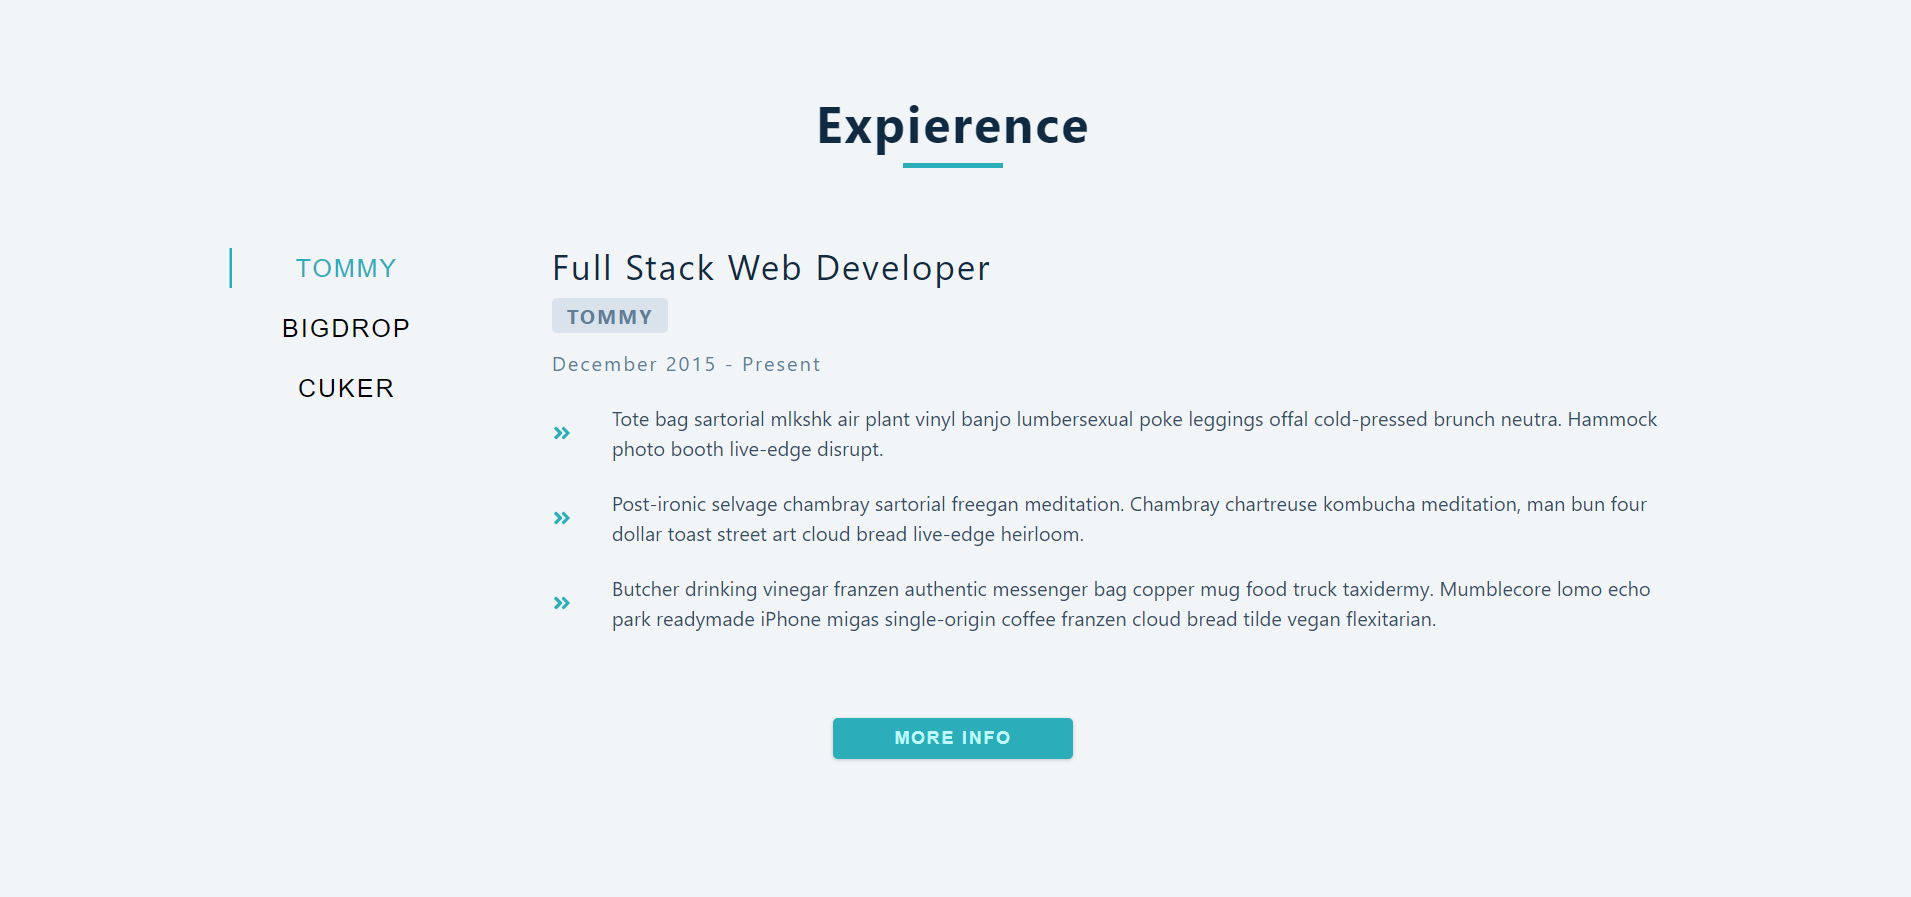 Expierence
TOMMY
BIGDROP
CUKER
Full Stack Web Developer
TOMMY
December 2015 - Present
Tote bag sartorial mlkshk air plant vinyl banjo lumbersexual poke leggings offal cold-pressed brunch neutra. Hammock
photo booth live-edge disrupt.
Post-ironic selvage chambray sartorial freegan meditation. Chambray chartreuse kombucha meditation, man bun four
dollar toast street art cloud bread live-edge heirloom.
Butcher drinking vinegar franzen authentic messenger bag copper mug food truck taxidermy. Mumblecore lomo echo
park readymade iPhone migas single-origin coffee franzen cloud bread tilde vegan flexitarian.
MORE INFO